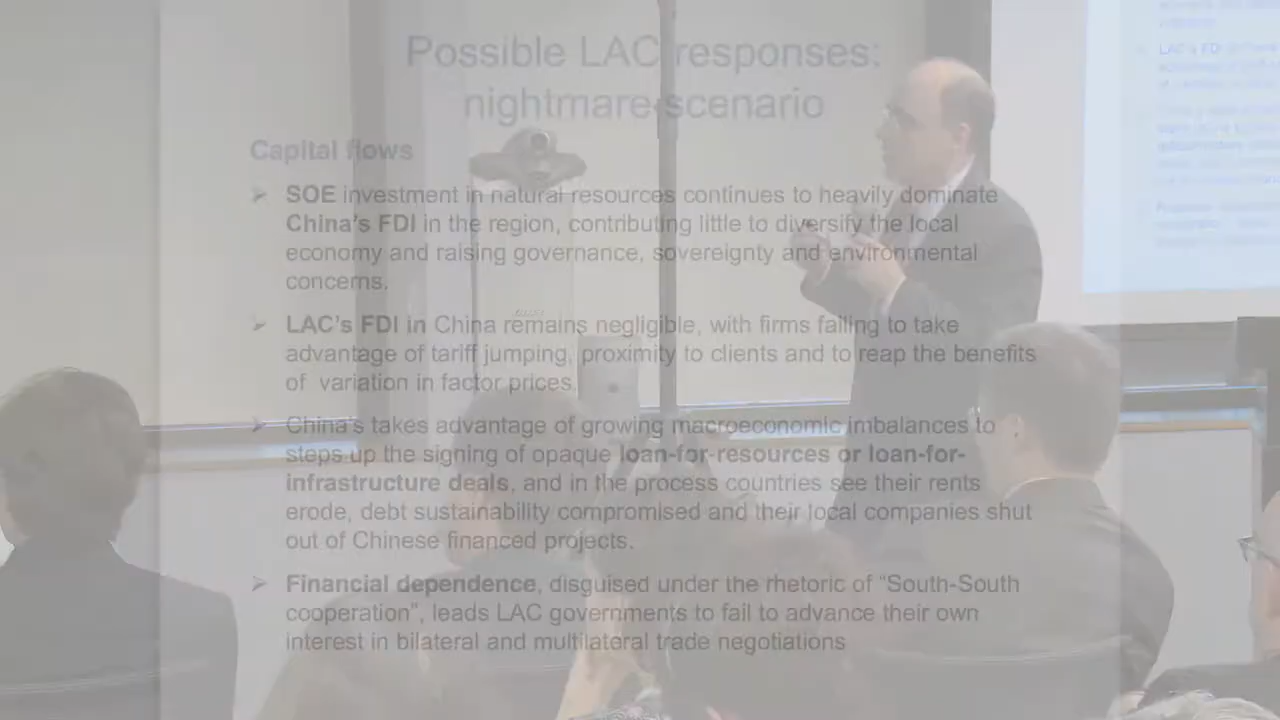 Possible LAC responses:
nightmare scenario
Capital flows
➢ SOE investment in natural resources continues to heavily dominate
China's FDI in the region, contributing little to diversify the local
economy and raising governance, sovereignty and environmental
concerns.
➢ LAC's FDI in China remains negligible, with firms failing to take
advantage of tariff jumping, proximity to clients and to reap the benefits
of variation in factor prices.
➢ China's takes advantage of growing macroeconomic imbalances to
steps up the signing of opaque loan-for-resources or loan-for-
infrastructure deals, and in the process countries see their rents
erode, debt sustainability compromised and their local companies shut
out of Chinese financed projects.
➢ Financial dependence, disguised under the rhetoric of “South-South
cooperation”, leads LAC governments to fail to advance their own
interest in bilateral and multilateral trade negotiations
LAC's FDI